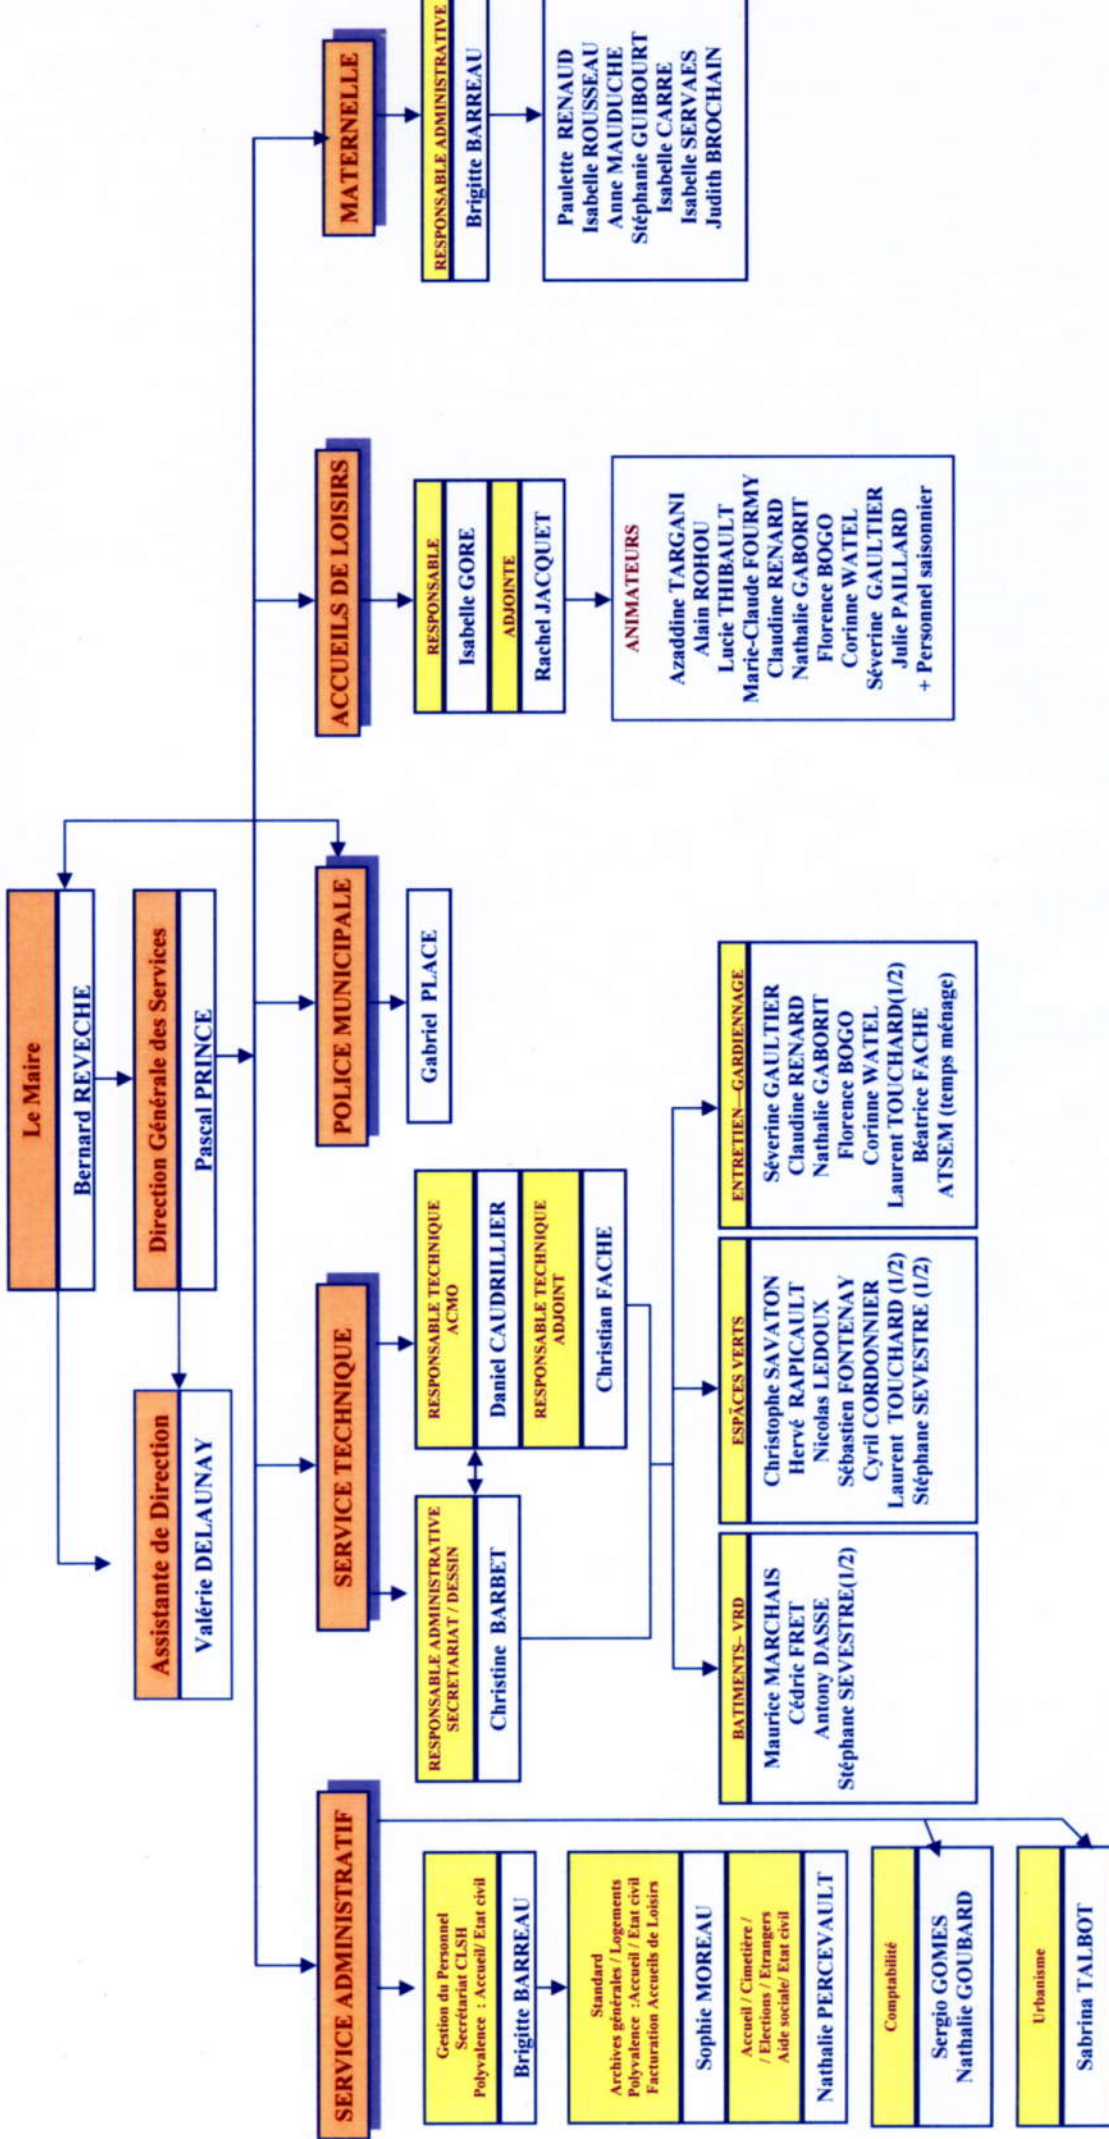 Le Maire
Bernard REVECHE
Direction Générale des Services
Pascal PRINCE
Assistante de Direction
Valérie DELAUNAY
SERVICE ADMINISTRATIF
Gestion du Personnel
Secrétariat CLSH
Polyvalence : Accueil/ Etat civil
Brigitte BARREAU
Standard
Archives générales / Logements
Polyvalence :Accueil / Etat civil
Facturation Accueils de Loisirs
Sophie MOREAU
Accueil / Cimetière /
/ Elections / Etrangers
Aide sociale/ Etat civil
Nathalie PERCEVAULT
Comptabilité
Sergio GOMES
Nathalie GOUBARD
Urbanisme
Sabrina TALBOT
SERVICE TECHNIQUE
RESPONSABLE ADMINISTRATIVE
SECRETARIAT / DESSIN
Christine BARBET
RESPONSABLE TECHNIQUE
ACMO
Daniel CAUDRILLIER
RESPONSABLE TECHNIQUE
ADJOINT
Christian FACHE
BATIMENTS– VRD
Maurice MARCHAIS
Cédric FRET
Antony DASSE
Stéphane SEVESTRE(1/2)
ESPÄCES VERTS
Christophe SAVATON
Hervé RAPICAULT
Nicolas LEDOUX
Sébastien FONTENAY
Cyril CORDONNIER
Laurent TOUCHARD (1/2)
Stéphane SEVESTRE (1/2)
ENTRETIEN—GARDIENNAGE
Séverine GAULTIER
Claudine RENARD
Nathalie GABORIT
Florence BOGO
Corinne WATEL
Laurent TOUCHARD(1/2)
Béatrice FACHE
ATSEM (temps ménage)
POLICE MUNICIPALE
Gabriel PLACE
ACCUEILS DE LOISIRS
RESPONSABLE
Isabelle GORE
ADJOINTE
Rachel JACQUET
ANIMATEURS
Azaddine TARGANI
Alain ROHOU
Lucie THIBAULT
Marie-Claude FOURMY
Claudine RENARD
Nathalie GABORIT
Florence BOGO
Corinne WATEL
Séverine GAULTIER
Julie PAILLARD
+ Personnel saisonnier
MATERNELLE
RESPONSABLE ADMINISTRATIVE
Brigitte BARREAU
Paulette RENAUD
Isabelle ROUSSEAU
Anne MAUDUCHE
Stéphanie GUIBOURT
Isabelle CARRE
Isabelle SERVAES
Judith BROCHAIN